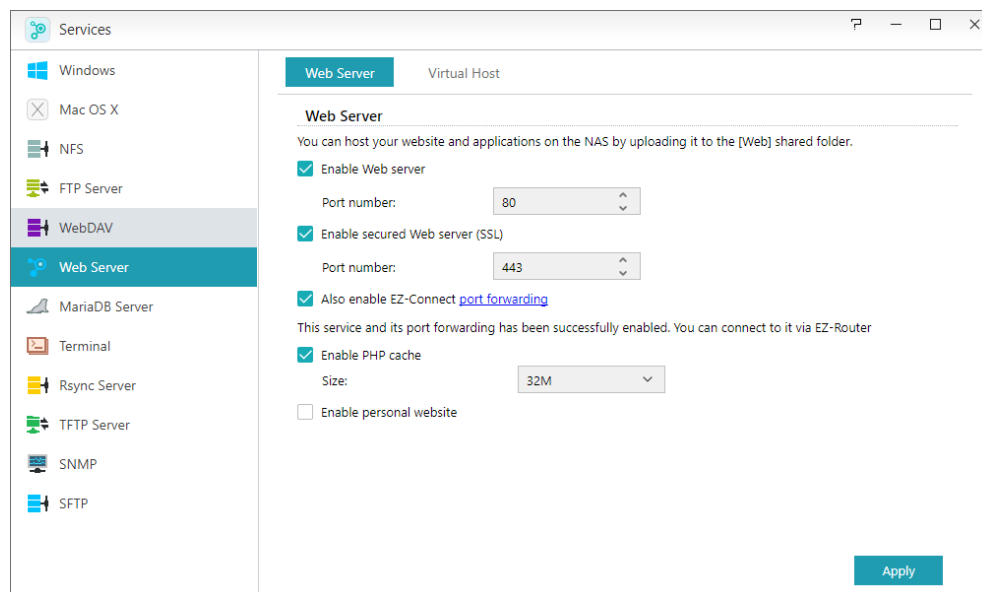 Services
Windows
Mac OS X
NFS
FTP Server
WebDAV
Web Server
MariaDB Server
Terminal
Rsync Server
TFTP Server
SNMP
SFTP
Web Server Virtual Host
Web Server
You can host your website and applications on the NAS by uploading it to the [Web] shared folder.
Enable Web server
Port number: 80
Enable secured Web server (SSL)
Port number: 443
Also enable EZ-Connect port forwarding
This service and its port forwarding has been successfully enabled. You can connect to it via EZ-Router
Enable PHP cache
Size: 32M
Enable personal website
Apply